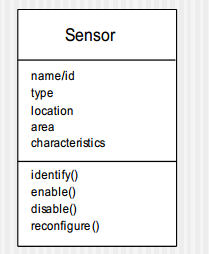 Sensor
name/id
type
location
area
characteristics
identify()
enable()
disable()
reconfigure()